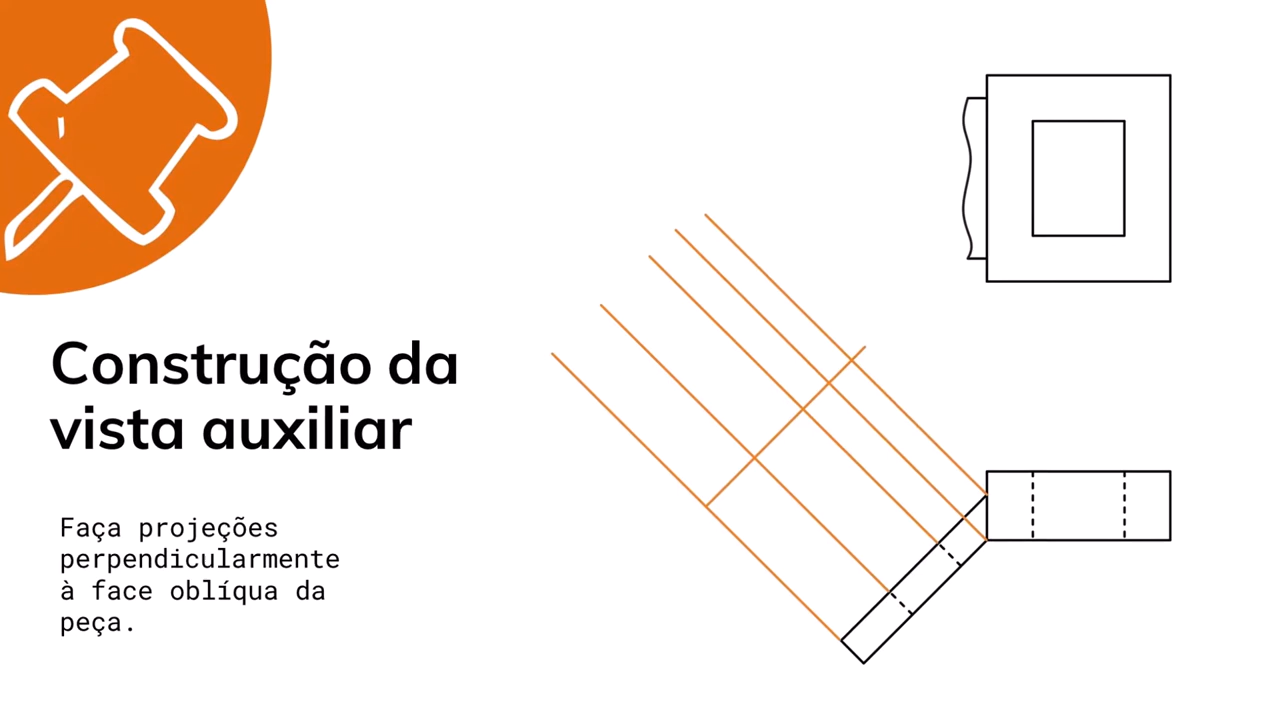 Construção da
vista auxiliar
Faça projeções
perpendicularmente
à face oblíqua da
peça.